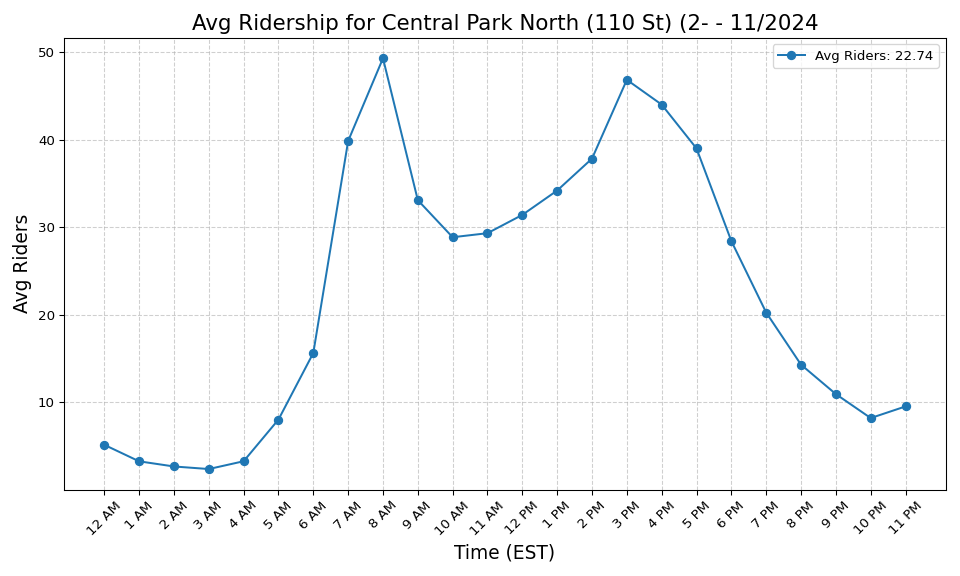 Avg Ridership for Central Park North (110 St) (2- - 11/2024
Avg Riders: 22.74
50
40
30
20
10
Avg Riders
12 AM
1 AM
2 AM
3 AM
4 AM
5 AM
6 AM
7 AM
8 AM
9 AM
10 AM
11 AM
12 PM
1 PM
2 PM
3 PM
4 PM
5 PM
6 PM
7 PM
8 PM
9 PM
10 PM
11 PM
Time (EST)